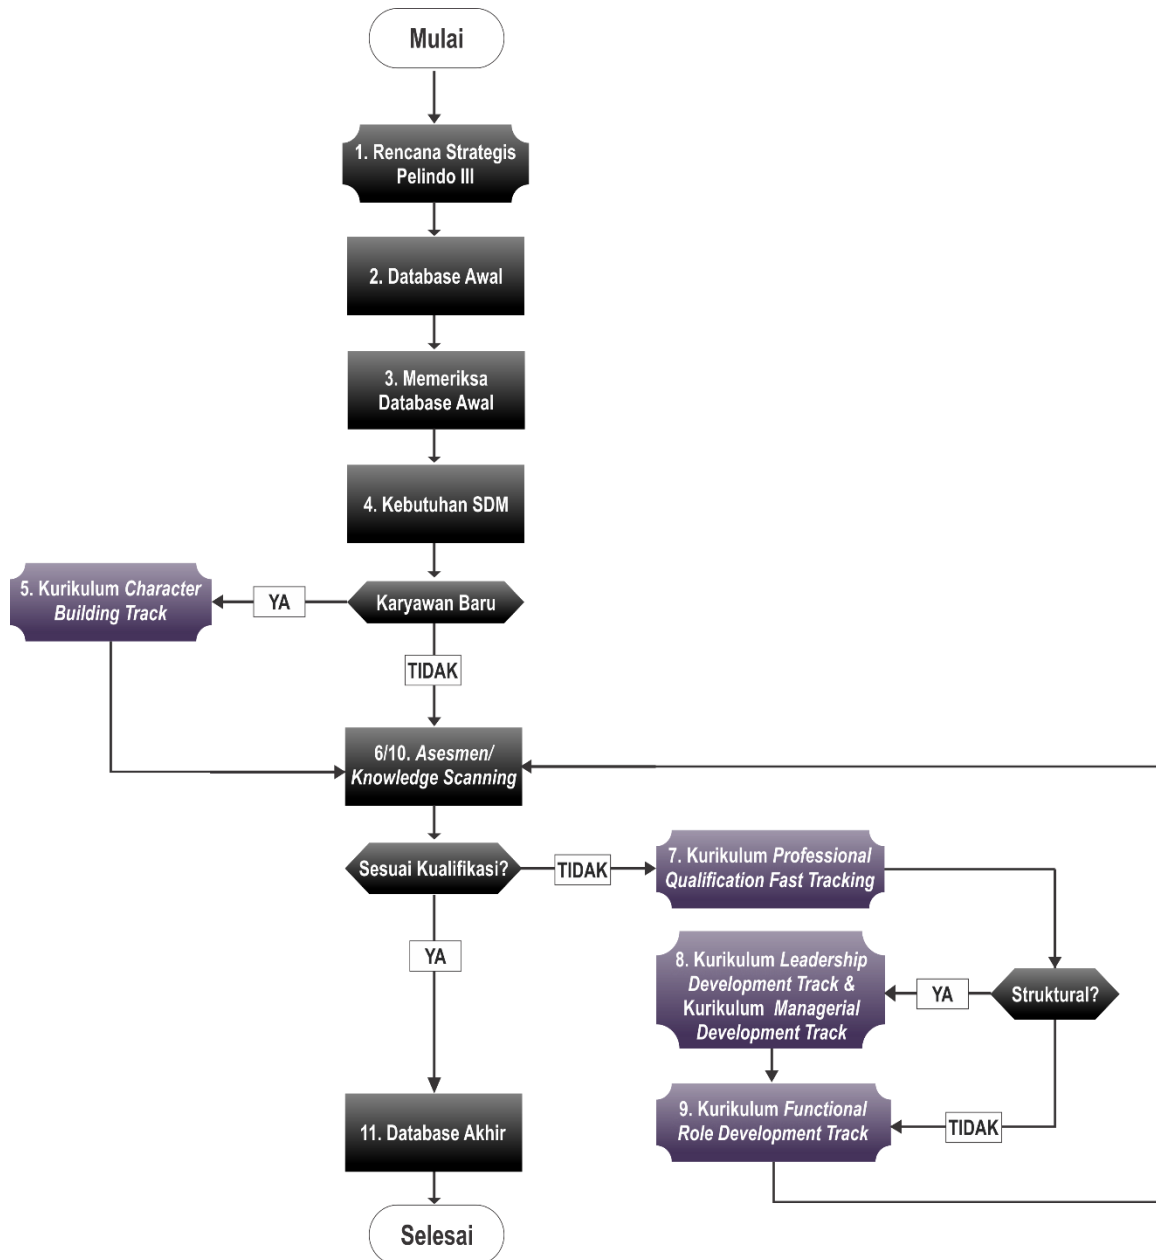 Mulai
1. Rencana Strategis
Pelindo III
2. Database Awal
3. Memeriksa
Database Awal
4. Kebutuhan SDM
5. Kurikulum Character
Building Track
YA
Karyawan Baru
TIDAK
6/10. Asesmen/
Knowledge Scanning
Sesuai Kualifikasi?
TIDAK
7. Kurikulum Professional
Qualification Fast Tracking
YA
8. Kurikulum Leadership
Development Track &
Kurikulum Managerial
Development Track
YA
Struktural?
9. Kurikulum Functional
Role Development Track
TIDAK
11. Database Akhir
Selesai